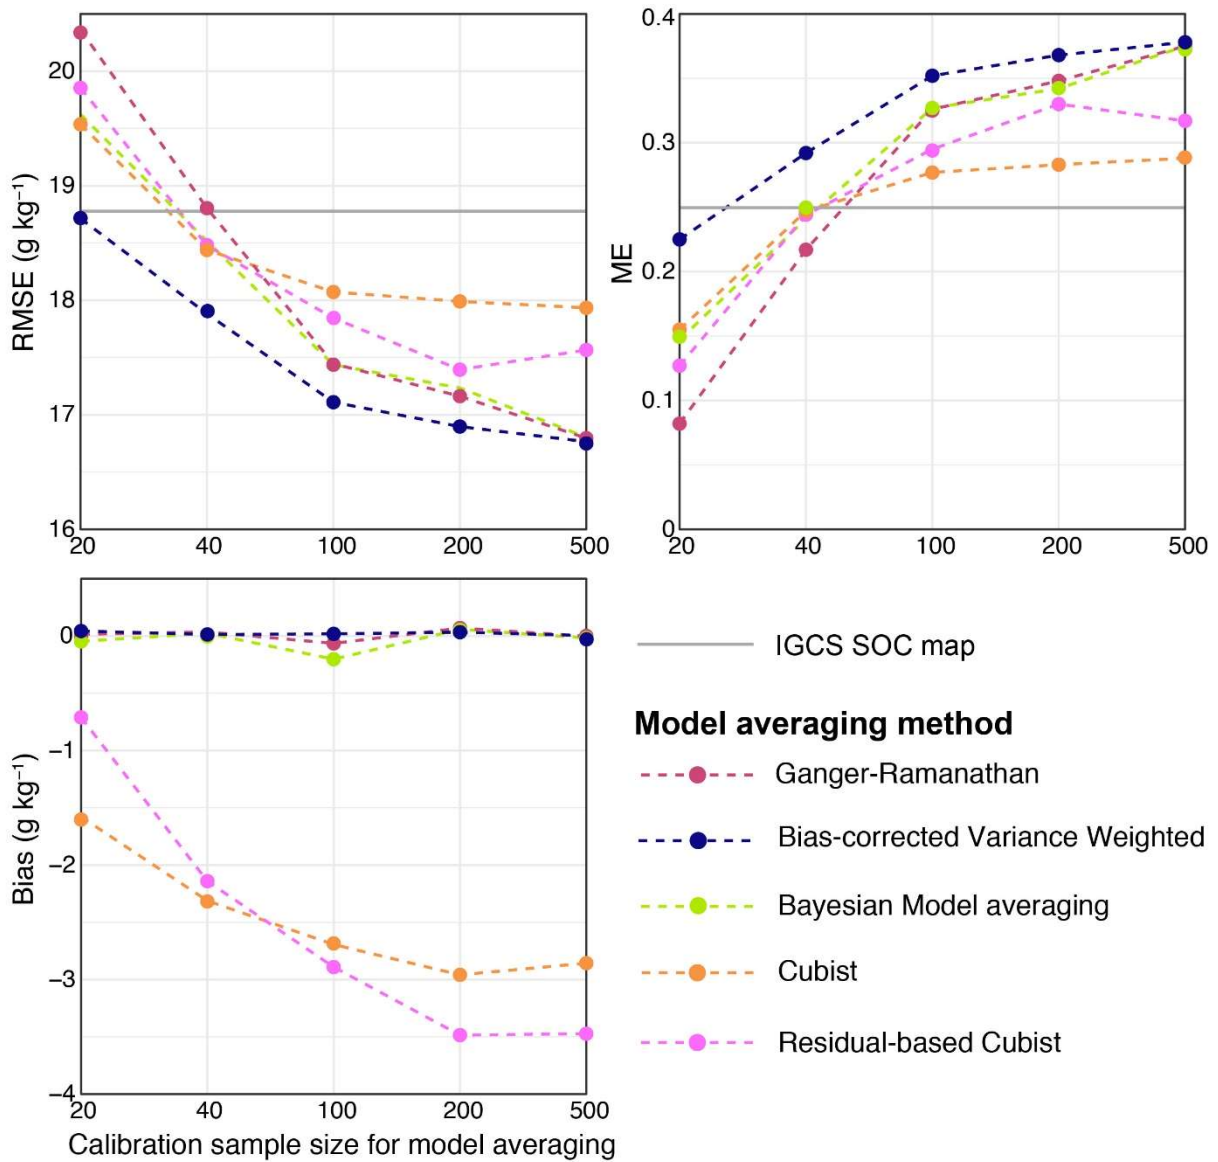 RMSE (g kg⁻¹)
20
19
18
17
16
20
40
100
200
500
ME
0.4
0.3
0.2
0.1
0
20
40
100
200
500
Bias (g kg⁻¹)
0
−1
−2
−3
−4
20
40
100
200
500
Calibration sample size for model averaging
IGCS SOC map
Model averaging method
Ganger-Ramanathan
Bias-corrected Variance Weighted
Bayesian Model averaging
Cubist
Residual-based Cubist